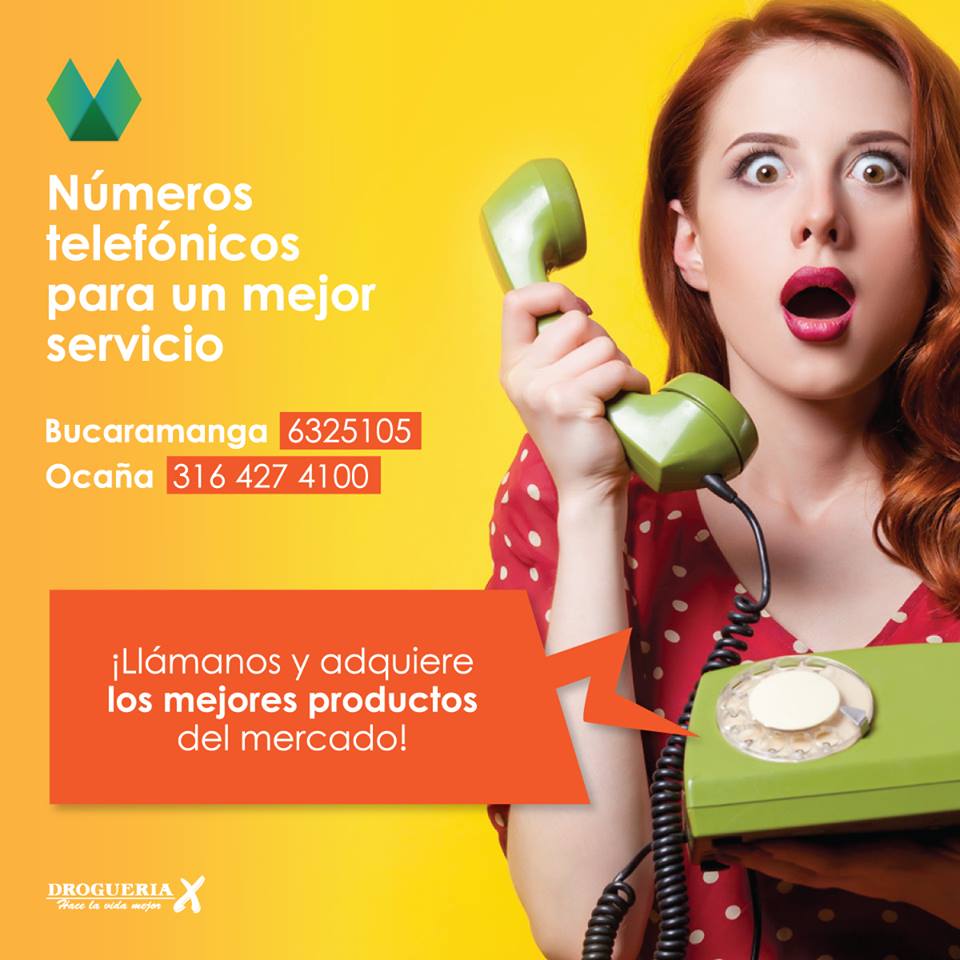 Números
telefónicos
para un mejor
servicio
Bucaramanga 6325105
Ocaña 316 427 4100
¡Llámanos y adquiere
los mejores productos
del mercado!
DROGUERIA X
Hace la vida mejor